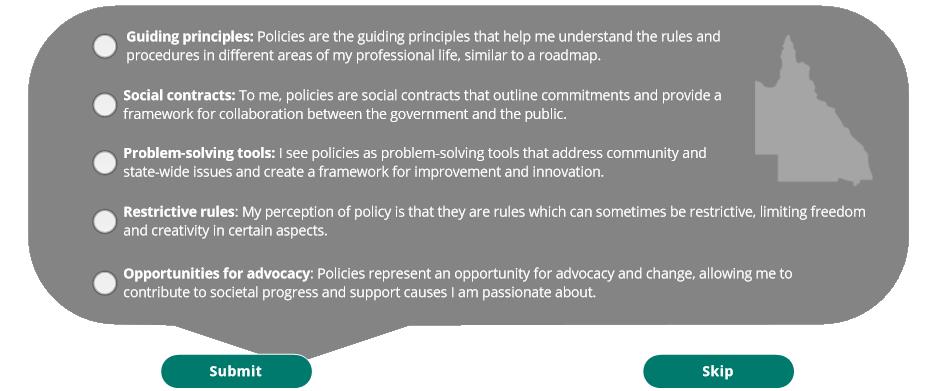 Guiding principles: Policies are the guiding principles that help me understand the rules and
procedures in different areas of my professional life, similar to a roadmap.
Social contracts: To me, policies are social contracts that outline commitments and provide a
framework for collaboration between the government and the public.
Problem-solving tools: I see policies as problem-solving tools that address community and
state-wide issues and create a framework for improvement and innovation.
Restrictive rules: My perception of policy is that they are rules which can sometimes be restrictive, limiting freedom
and creativity in certain aspects.
Opportunities for advocacy: Policies represent an opportunity for advocacy and change, allowing me to
contribute to societal progress and support causes I am passionate about.
Submit
Skip